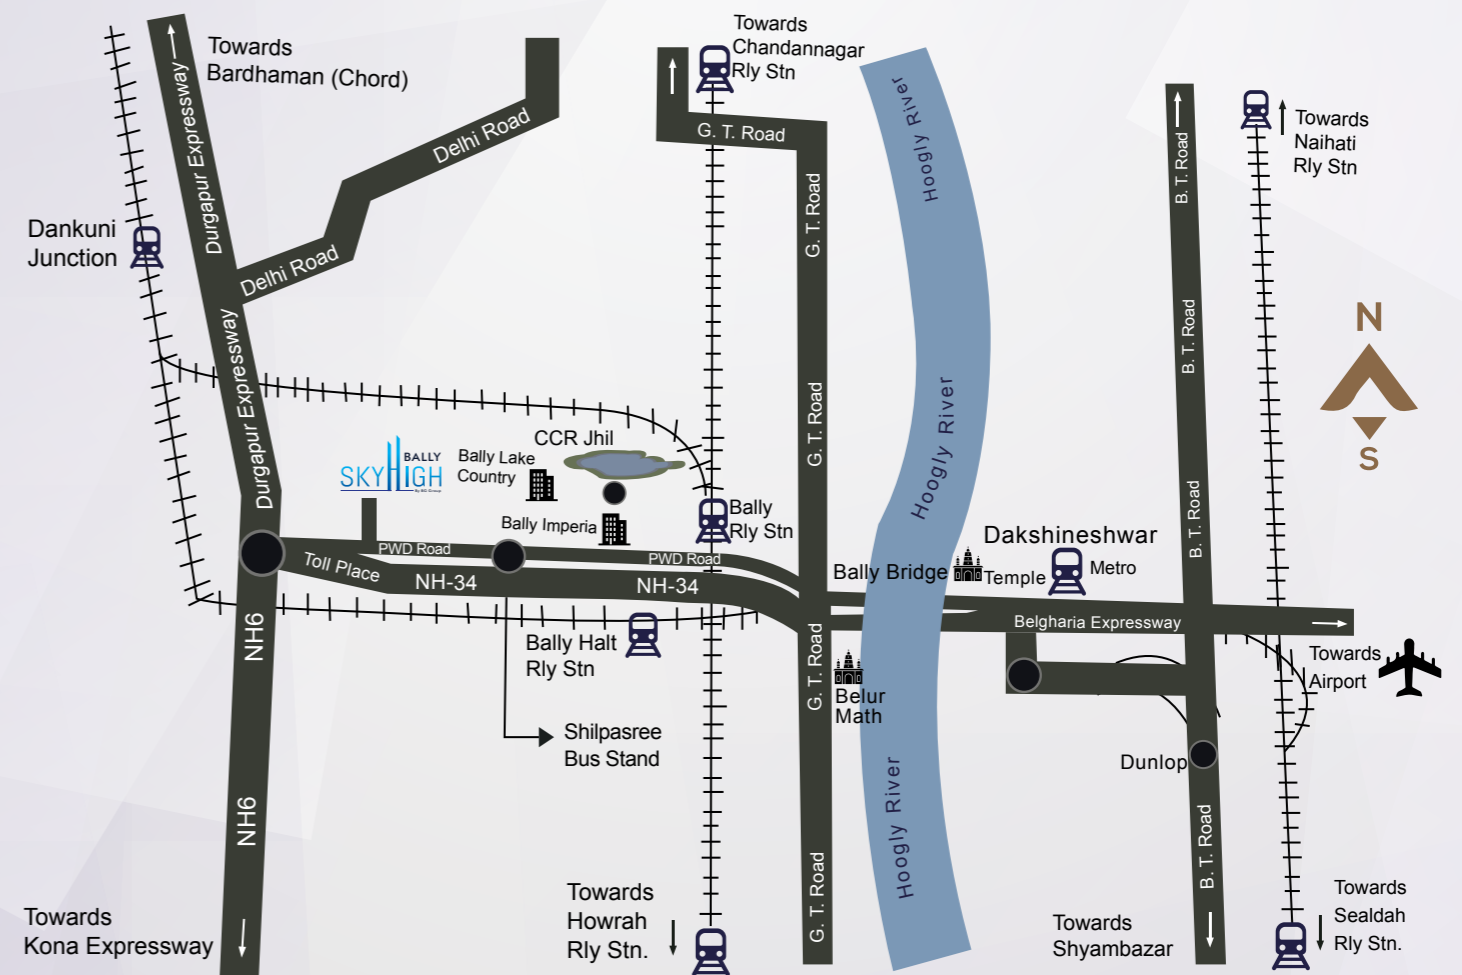 Towards
Bardhaman (Chord)
Durgapur Expressway
Delhi Road
Delhi Road
Dankuni
Junction
Durgapur Expressway
Towards
Chandannagar
Rly Stn
G. T. Road
G. T. Road
G. T. Road
Hoogly River
Hoogly River
B. T. Road
B. T. Road
B. T. Road
Towards
Naihati
Rly Stn
N
S
BALLY
SKYHIGH
Bally Lake
Country
CCR Jhil
Bally Imperia
Bally
Rly Stn
PWD Road
PWD Road
Toll Place
NH-34
NH-34
Bally Bridge
Dakshineshwar
Temple
Metro
Belgharia Expressway
Towards
Airport
NH6
NH6
Bally Halt
Rly Stn
Shilpasree
Bus Stand
G. T. Road
Belur
Math
Dunlop
Hoogly River
G. T. Road
B. T. Road
Towards
Kona Expressway
Towards
Howrah
Rly Stn.
Towards
Shyambazar
Towards
Sealdah
Rly Stn.